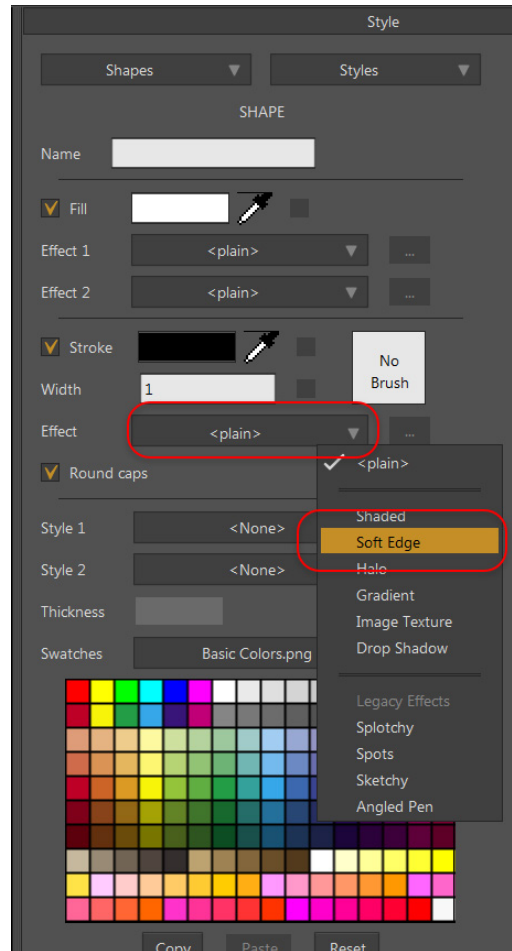 Style
Shapes Styles
SHAPE
Name
Fill
Effect 1 <plain> ...
Effect 2 <plain> ...
Stroke
No
Brush
Width 1
Effect <plain> ...
<plain>
Round caps
Shaded
Style 1 <None>
Soft Edge
Style 2 <None>
Halo
Gradient
Thickness
Image Texture
Swatches Basic Colors.png
Drop Shadow
Legacy Effects
Splotchy
Spots
Sketchy
Angled Pen
Copy Paste Reset